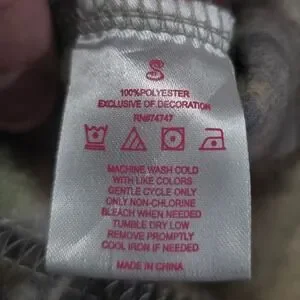 S
100%POLYESTER
EXCLUSIVE OF DECORATION
RN#74747
MACHINE WASH COLD
WITH LIKE COLORS
GENTLE CYCLE ONLY
ONLY NON-CHLORINE
BLEACH WHEN NEEDED
TUMBLE DRY LOW
REMOVE PROMPTLY
COOL IRON IF NEEDED
MADE IN CHINA